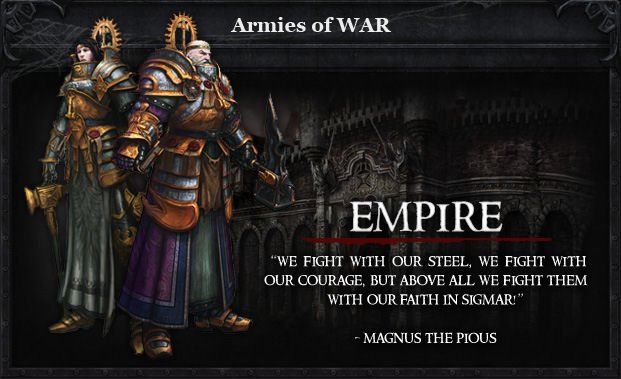 Armies of WAR
EMPIRE
“WE FIGHT WITH OUR STEEL, WE FIGHT WITH
OUR COURAGE, BUT ABOVE ALL WE FIGHT THEM
WITH OUR FAITH IN SIGMAR!”
- MAGNUS THE PIOUS